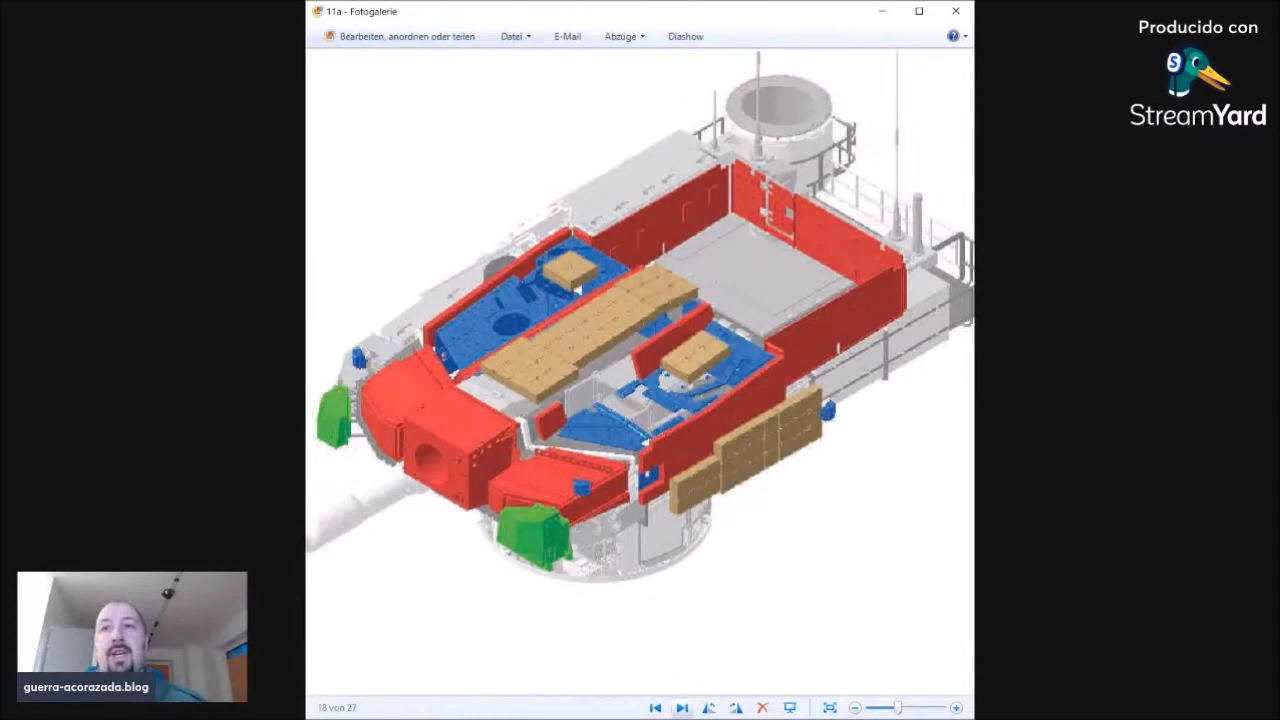 11a - Fotogalerie
Bearbeiten, anordnen oder teilen Datei E-Mail Abzüge Diashow
Producido con
S
StreamYard
guerra-acorazada.blog
18 von 27